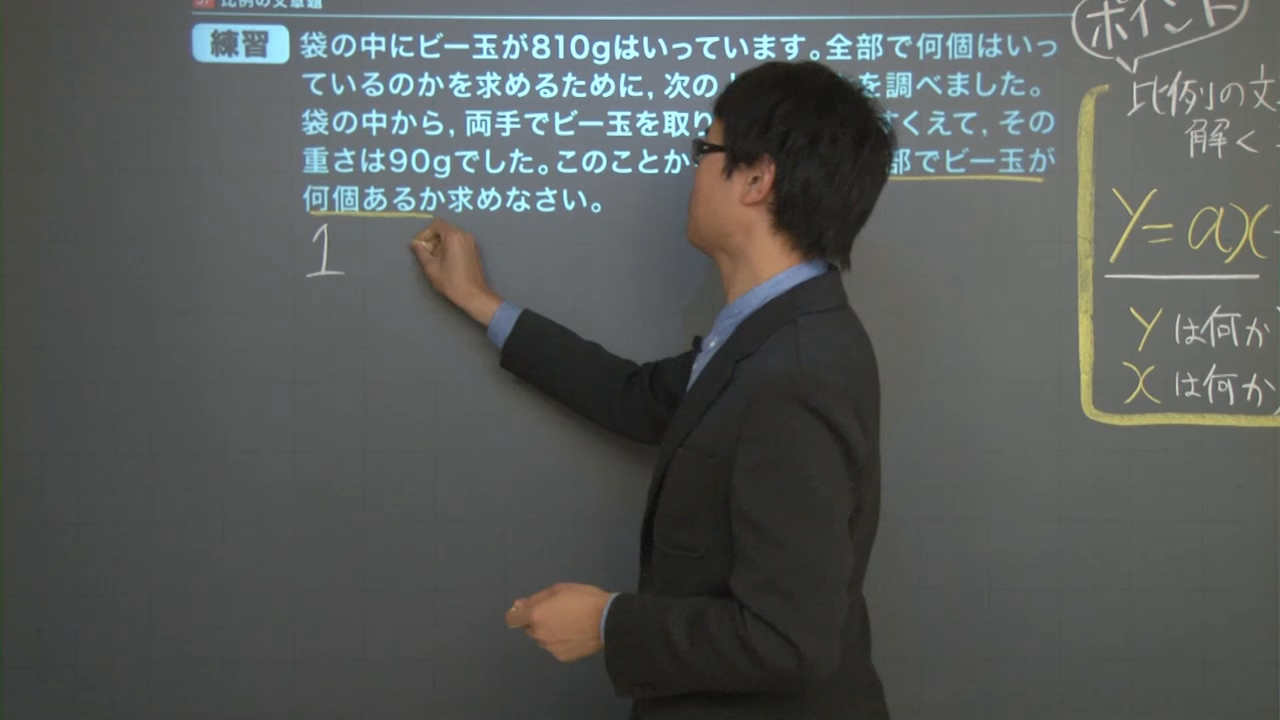 比例の文章題
練習
袋の中にビー玉が810gはいっています。全部で何個はいっ
ているのかを求めるために, 次の を調べました。
袋の中から, 両手でビー玉を取り くえて, その
重さは90gでした。このことか 部でビー玉が
何個あるか求めなさい。
1
ポイント
比例の文
解く
y=ax
yは何か
xは何か